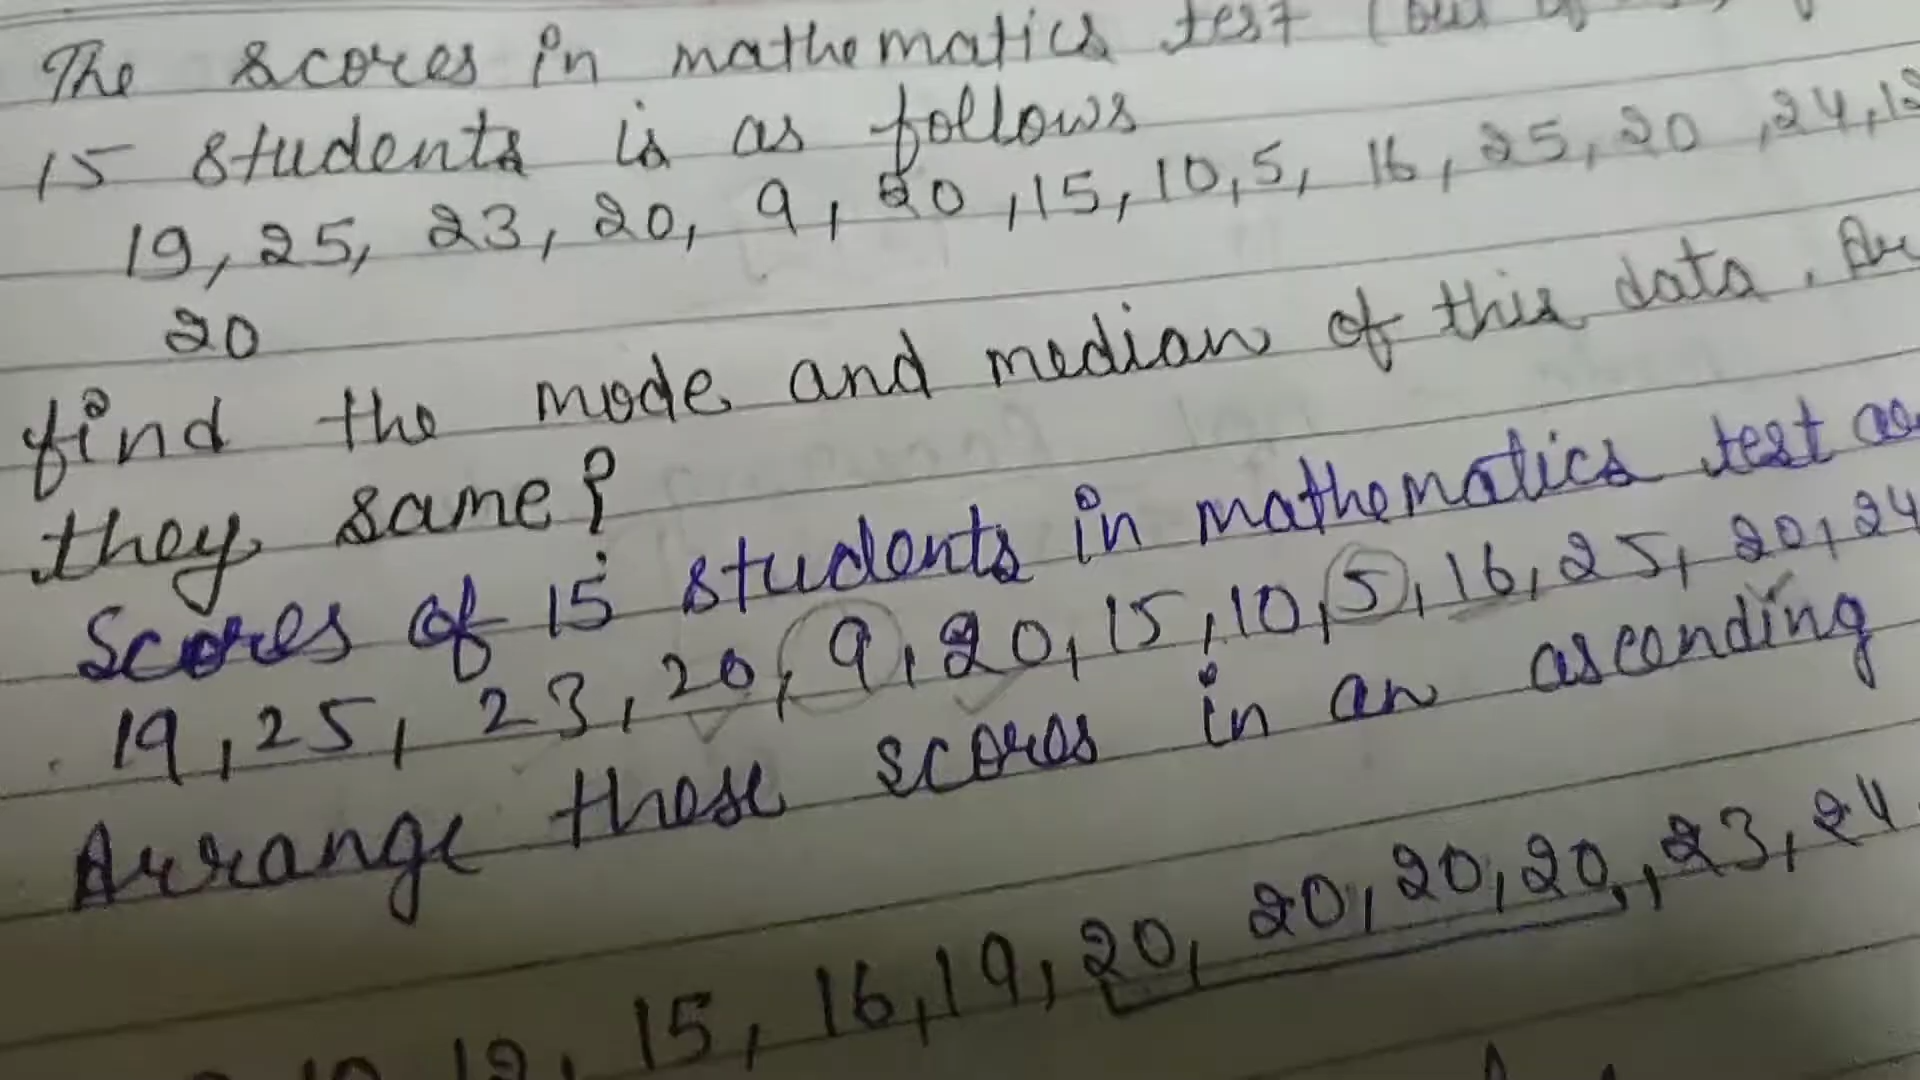 The scores in mathematics test
15 students is as follows
19, 25, 23, 20, 9, 20, 15, 10, 5, 16, 25, 20, 24, 12
20
find the mode and median of this data.
they same?
Scores of 15 students in mathematics test
19, 25, 23, 20, 9, 20, 15, 10, 5, 16, 25, 20, 24
Arrange these scores in an ascending
10, 12, 15, 16, 19, 20, 20, 20, 20, 23, 24